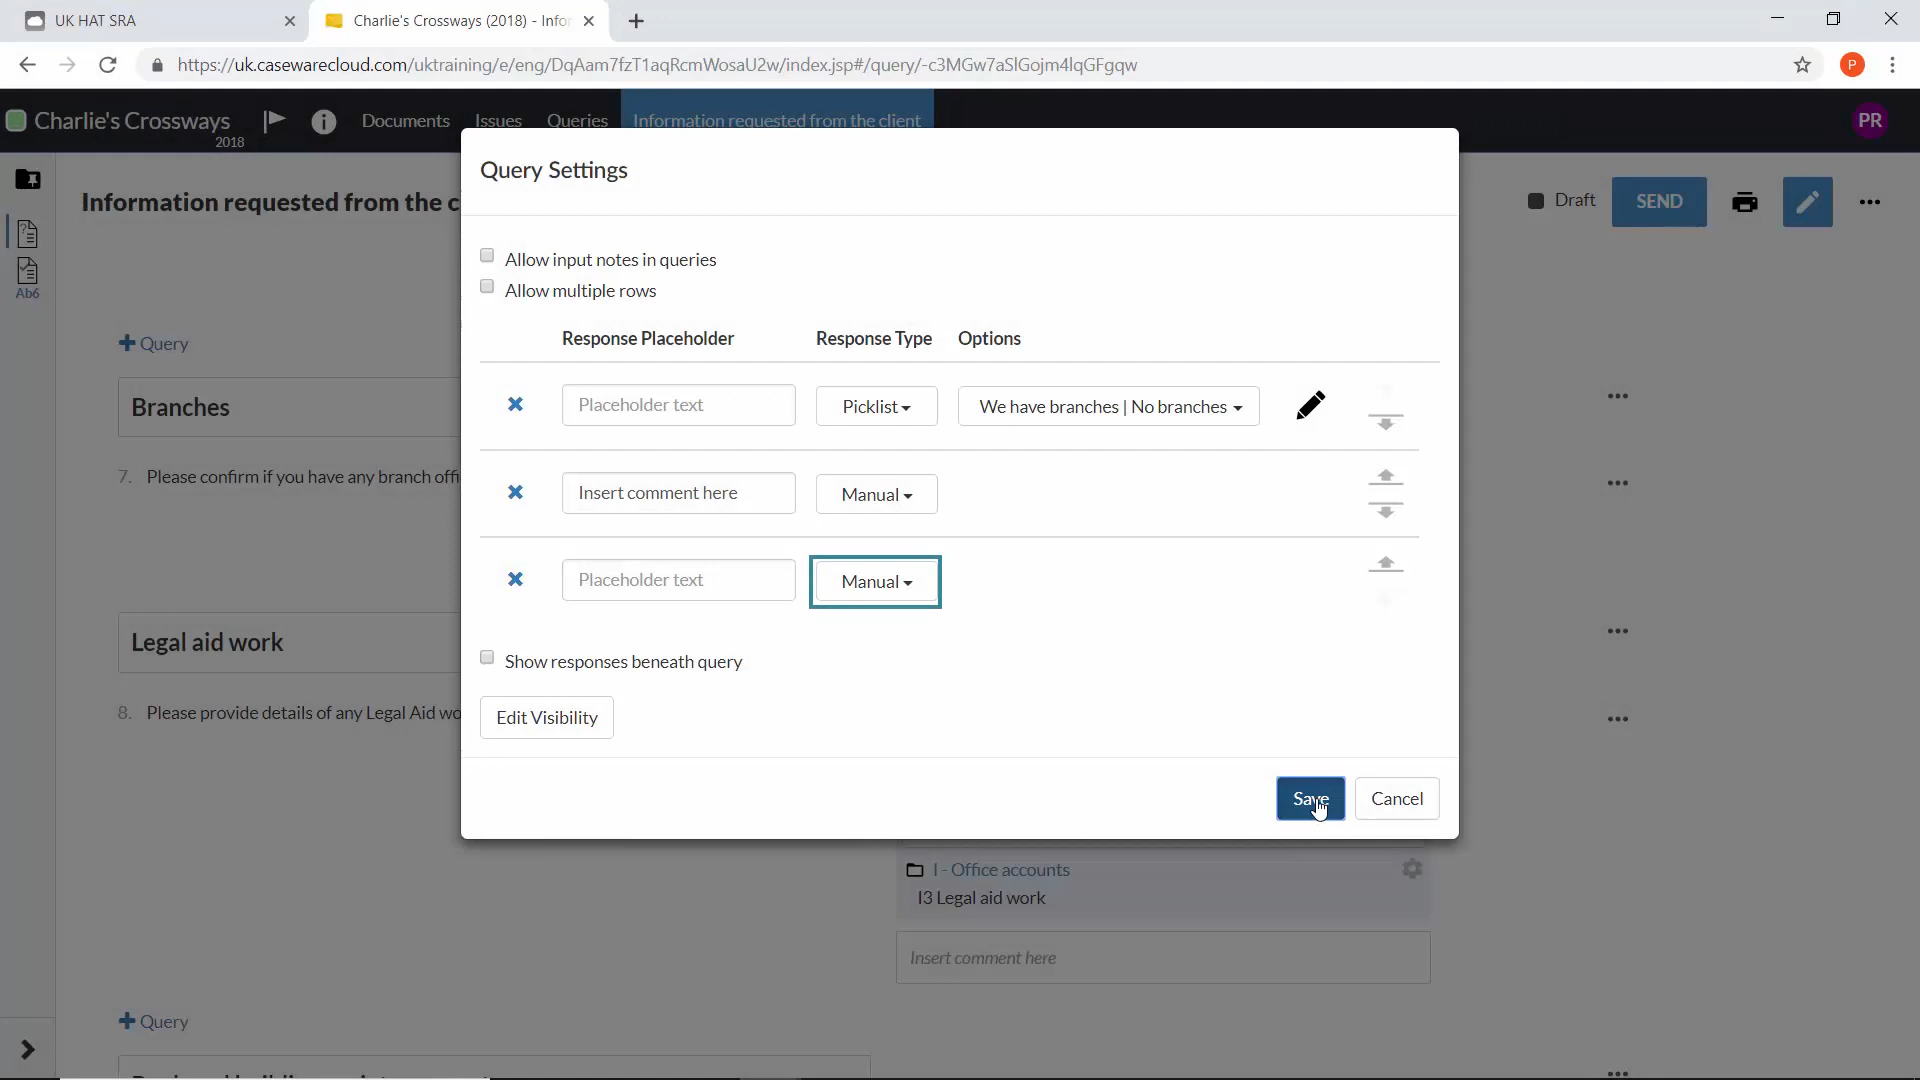 UK HAT SRA
Charlie's Crossways (2018) - Infor
https://uk.casewarecloud.com/uktraining/e/eng/DqAam7fzT1aqRcmWosaU2w/index.jsp#/query/-c3MGw7aSlGojm4lqGFgqw
P
Charlie's Crossways
2018
Documents
Issues
Queries
Information requested from the client
PR
Query Settings
Information requested from the c
Draft
SEND
Ab6
Allow input notes in queries
Allow multiple rows
Query
Response Placeholder
Response Type
Options
Branches
Placeholder text
Picklist
We have branches | No branches
7. Please confirm if you have any branch offi
Insert comment here
Manual
Placeholder text
Manual
Legal aid work
Show responses beneath query
8. Please provide details of any Legal Aid wo
Edit Visibility
Save
Cancel
I - Office accounts
I3 Legal aid work
Insert comment here
Query